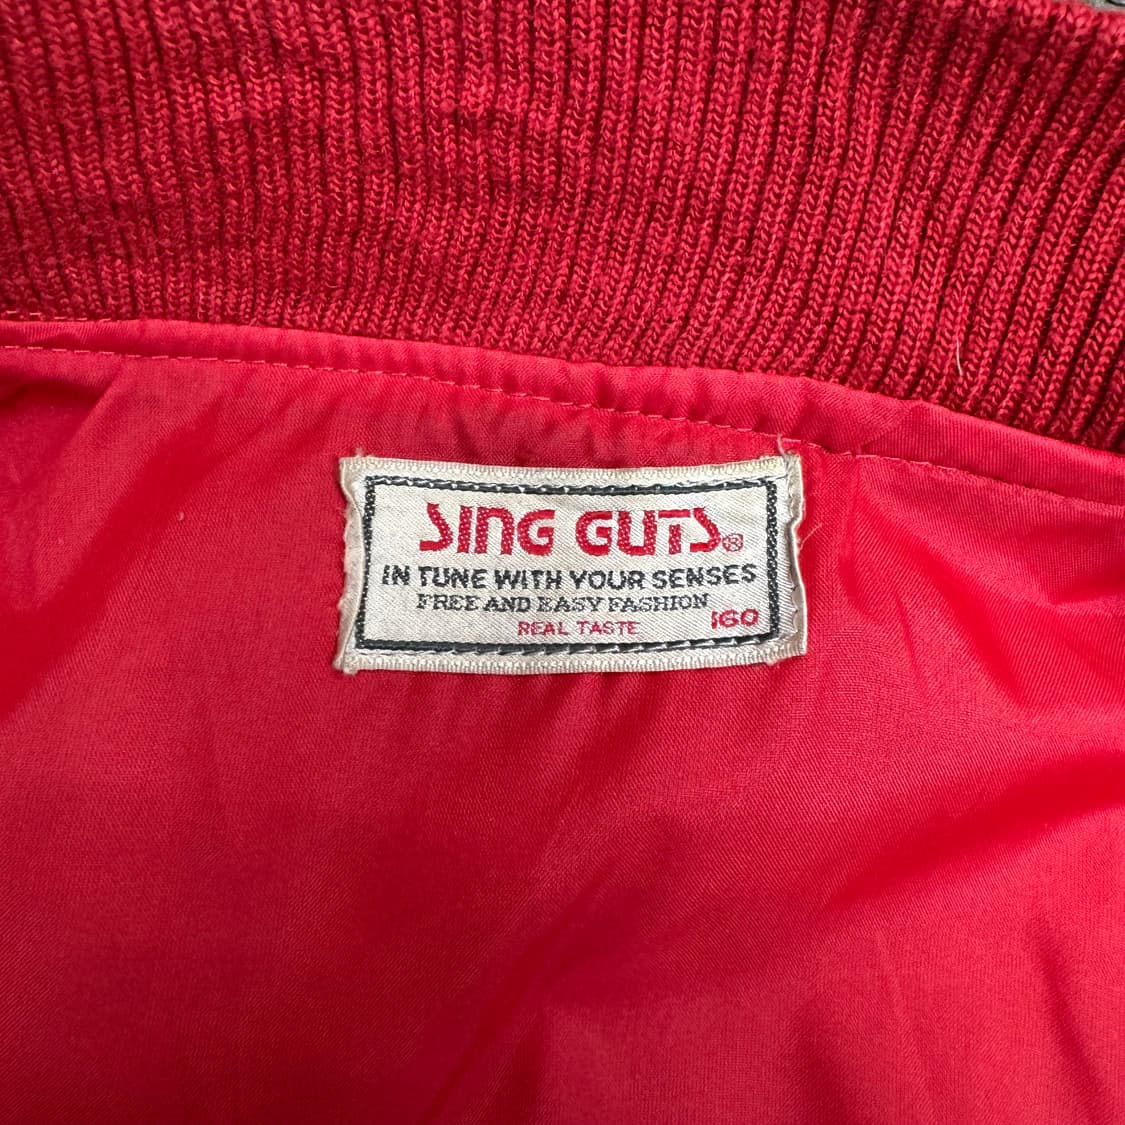 SING GUTS®
IN TUNE WITH YOUR SENSES
FREE AND EASY FASHION
REAL TASTE 160